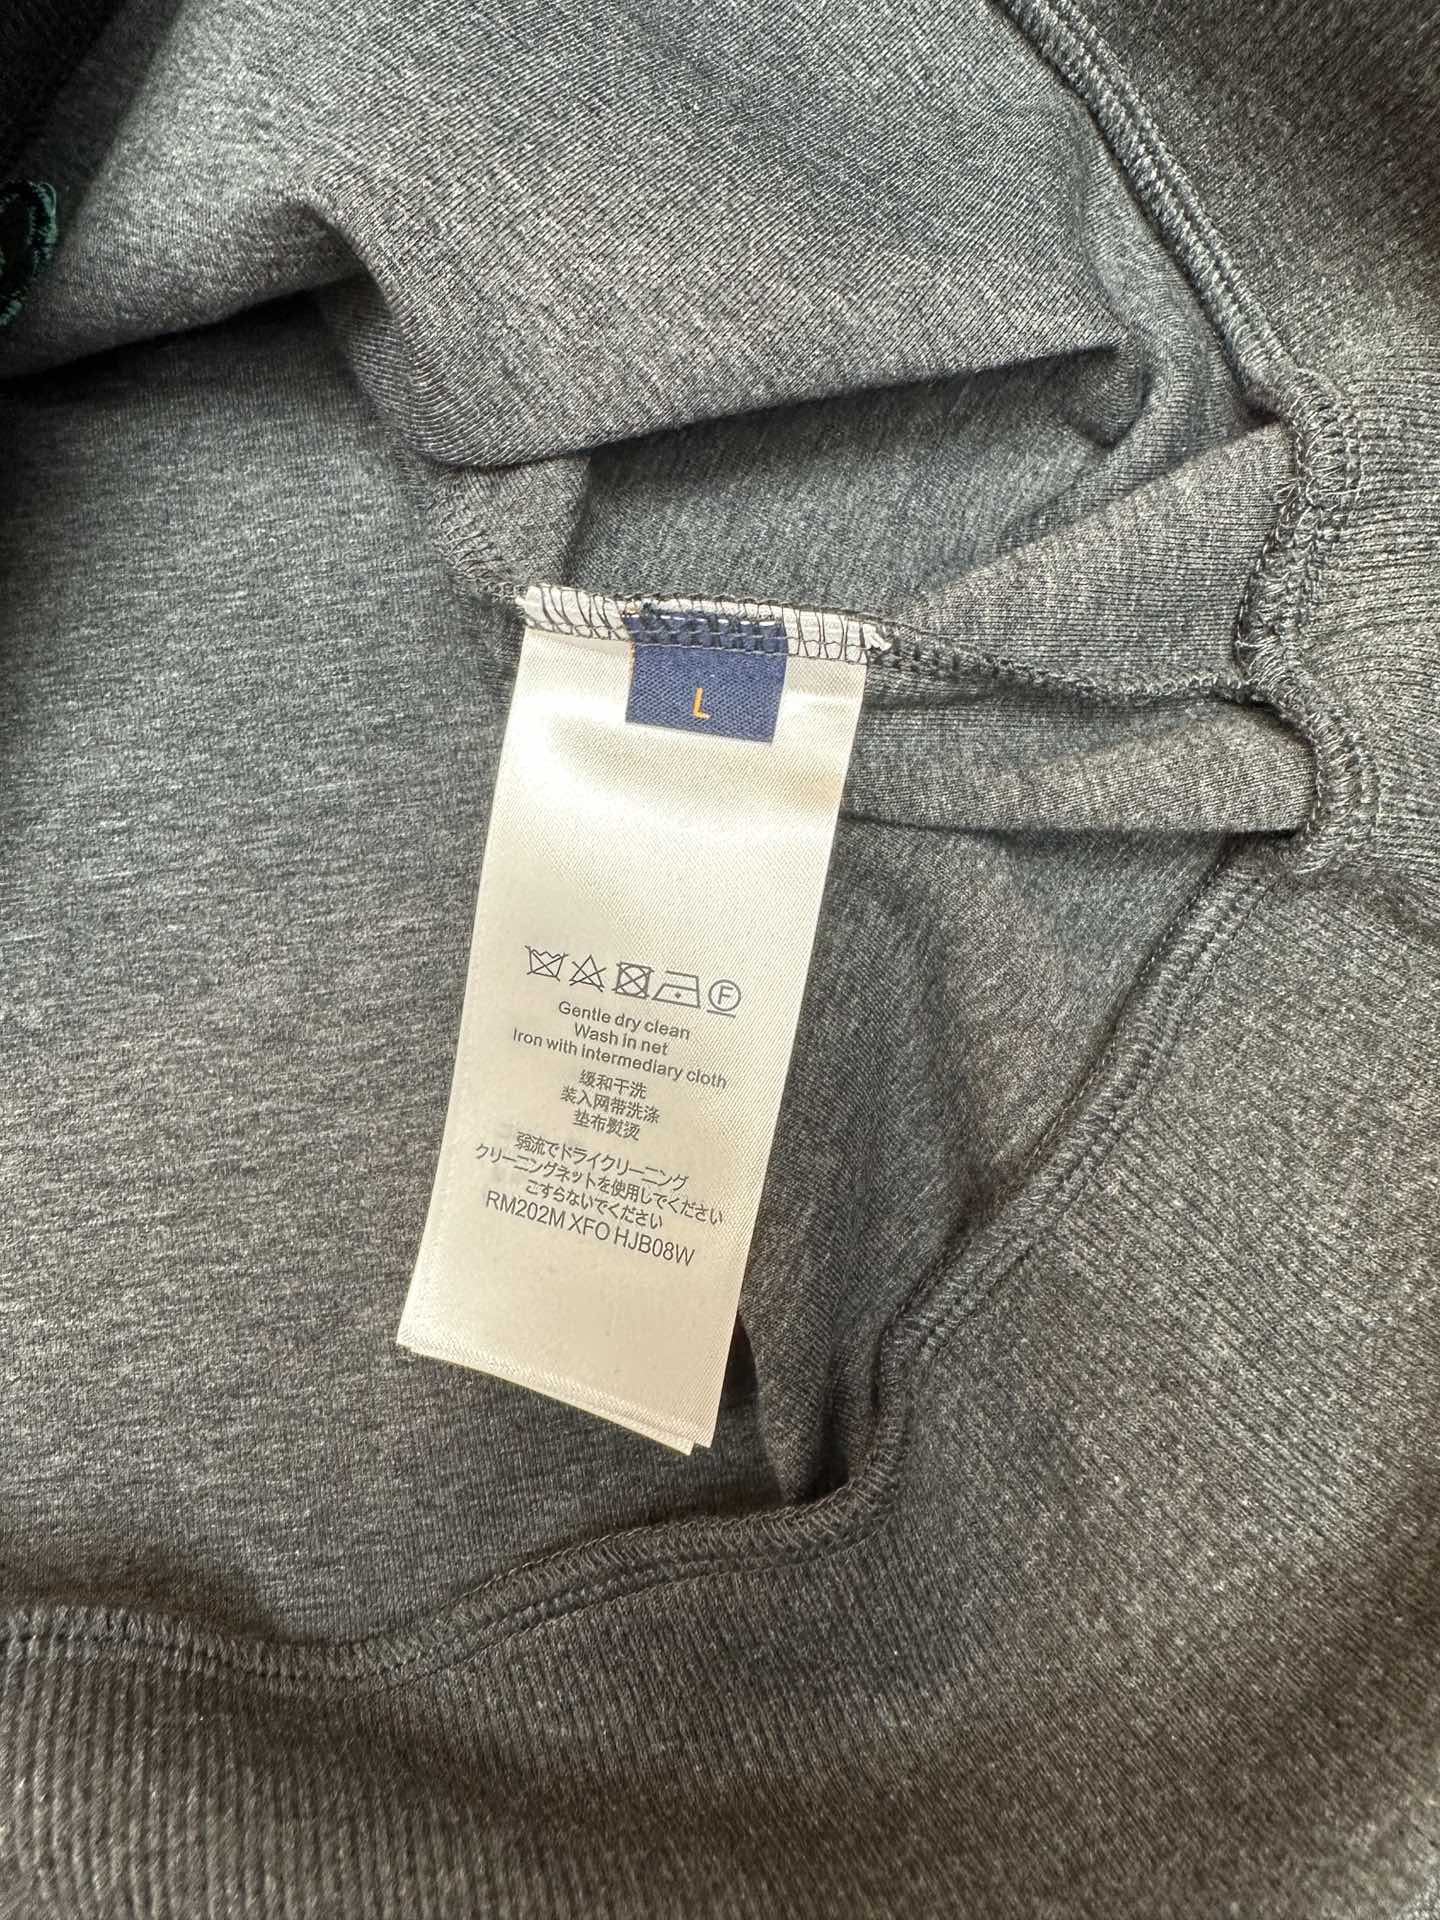 L
F
Gentle dry clean
Wash in net
Iron with intermediary cloth
缓和干洗
装入网带洗涤
垫布熨烫
弱流でドライクリーニング
クリーニングネットを使用してください
こすらないでください
RM202M XFO HJB08W